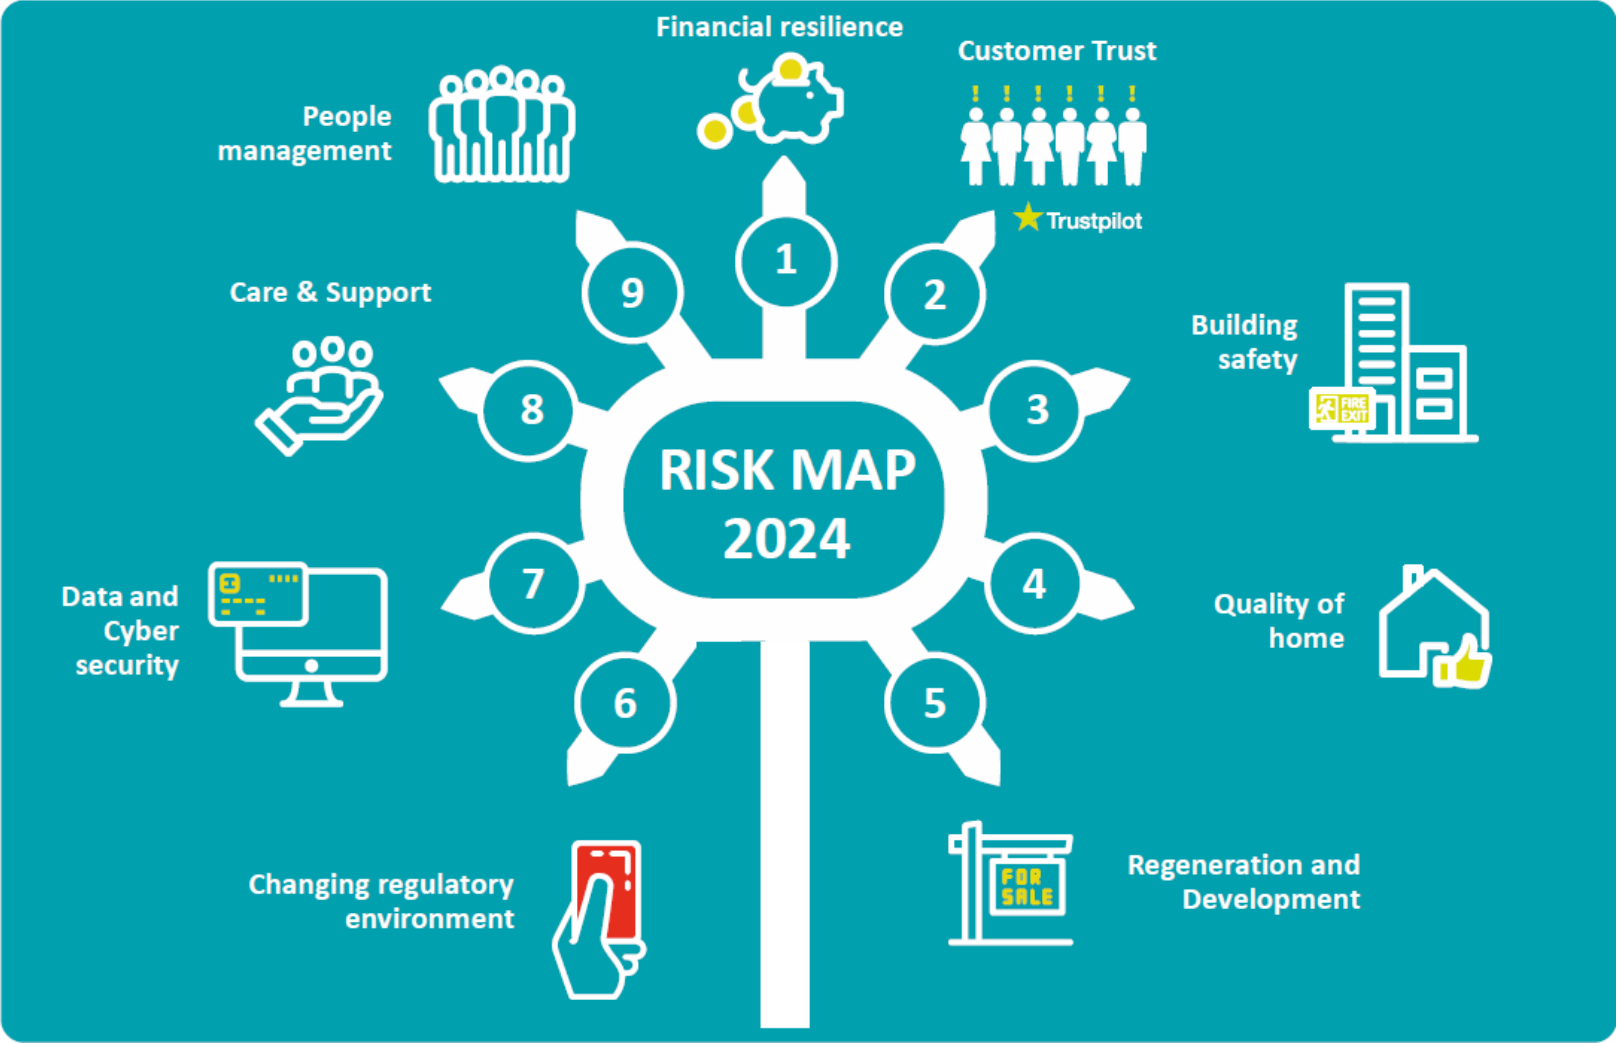 Financial resilience
Customer Trust
Trustpilot
People
management
1
9
2
Care & Support
Building
safety
FIRE
EXIT
8
3
RISK MAP
2024
7
4
Data and
Cyber
security
Quality of
home
6
5
Changing regulatory
environment
FOR
SALE
Regeneration and
Development